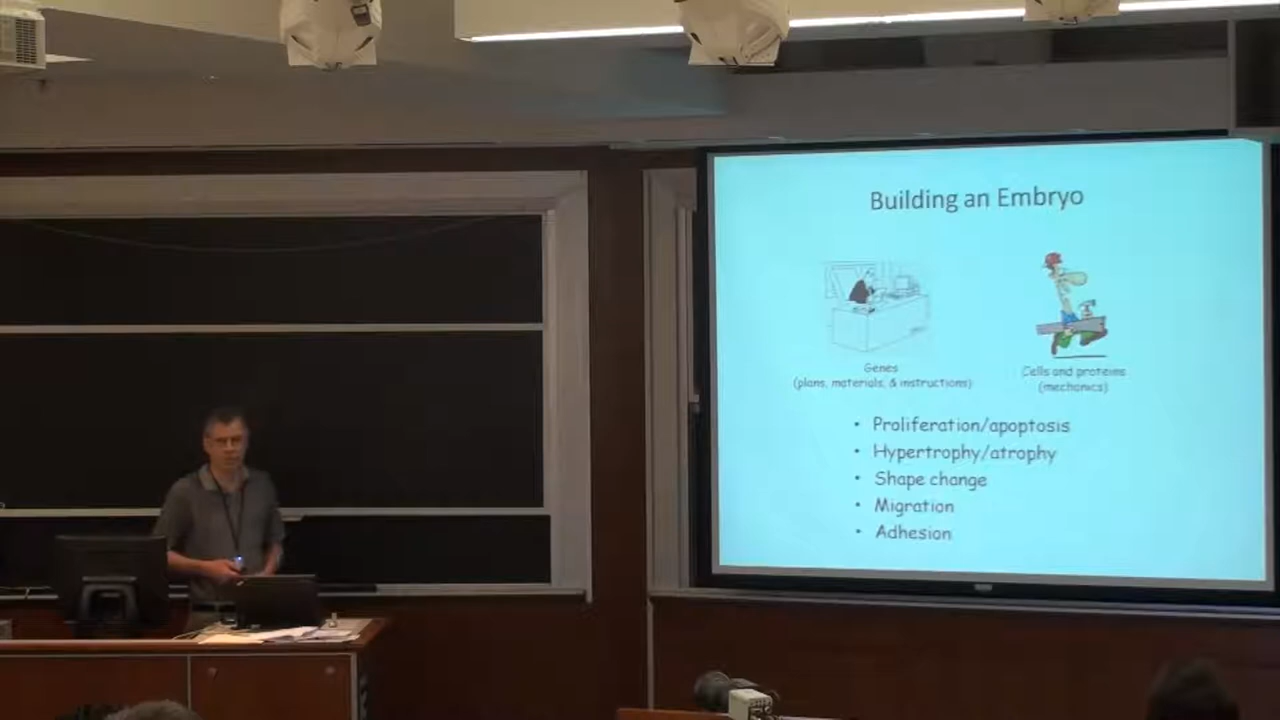 Building an Embryo
Genes
(plans, materials, & instructions)
Cells and proteins
(mechanics)
• Proliferation/apoptosis
• Hypertrophy/atrophy
• Shape change
• Migration
• Adhesion